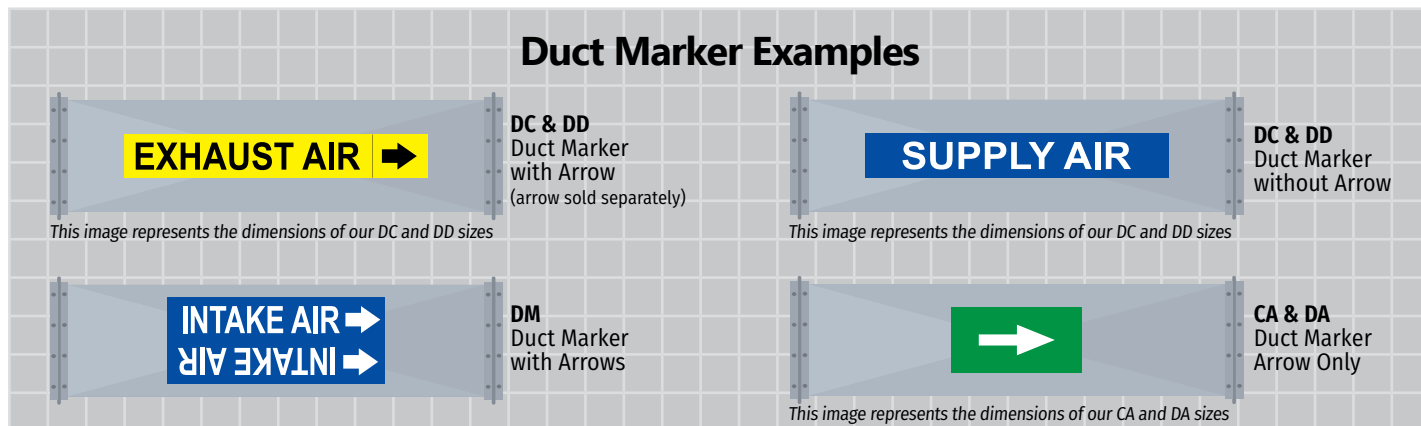 Duct Marker Examples
EXHAUST AIR
DC & DD
Duct Marker
with Arrow
(arrow sold separately)
This image represents the dimensions of our DC and DD sizes
SUPPLY AIR
DC & DD
Duct Marker
without Arrow
This image represents the dimensions of our DC and DD sizes
INTAKE AIR
INTAKE AIR
DM
Duct Marker
with Arrows
CA & DA
Duct Marker
Arrow Only
This image represents the dimensions of our CA and DA sizes